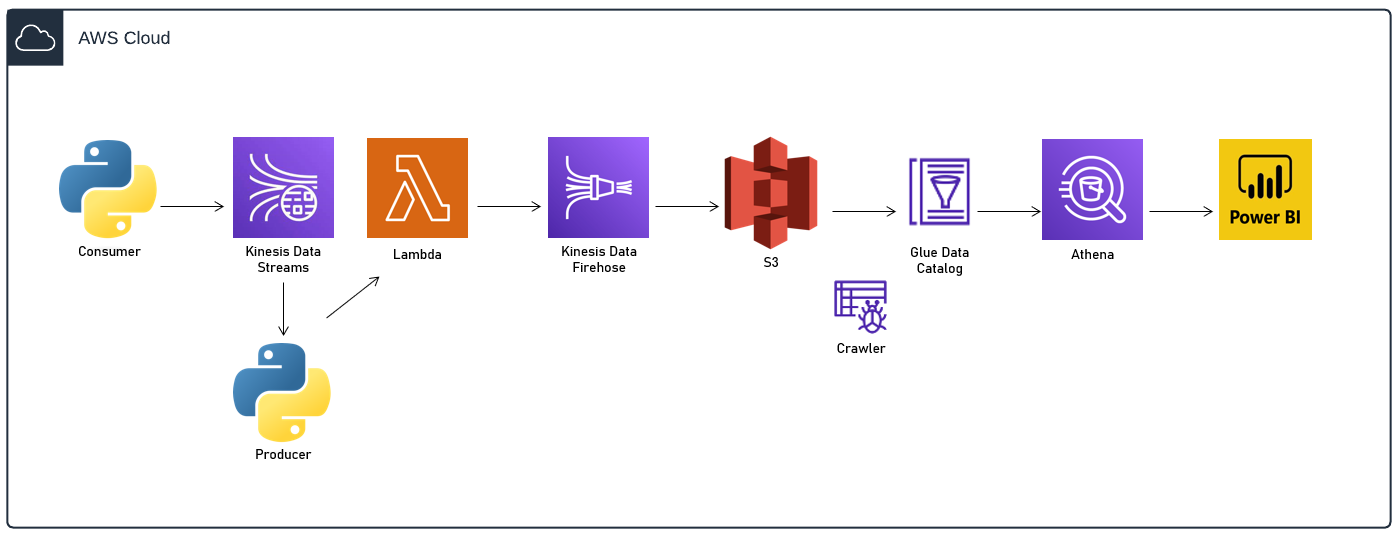 AWS Cloud
Consumer
Kinesis Data
Streams
Lambda
Kinesis Data
Firehose
S3
Glue Data
Catalog
Athena
Power BI
Crawler
Producer